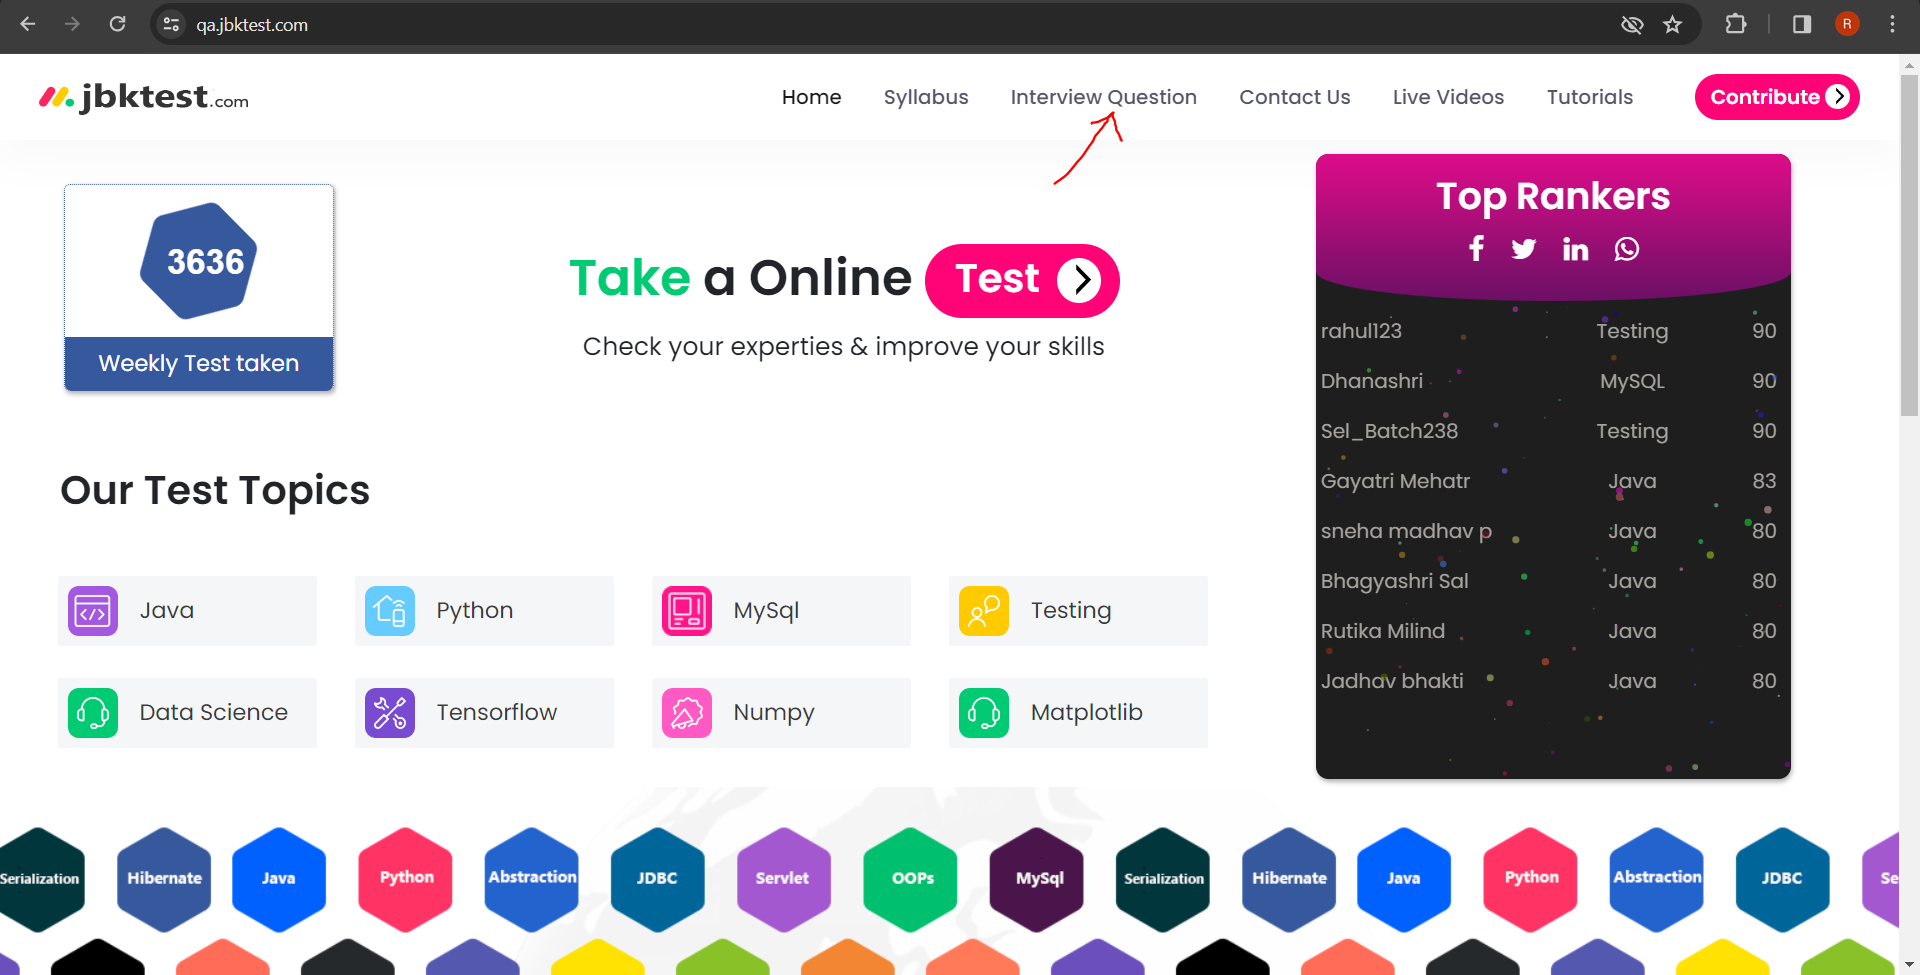 qa.jbktest.com
R
jbktest.com
Home
Syllabus
Interview Question
Contact Us
Live Videos
Tutorials
Contribute
3636
Weekly Test taken
Take a Online Test
Check your experties & improve your skills
Top Rankers
rahul123 Testing 90
Dhanashri MySQL 90
Sel_Batch238 Testing 90
Gayatri Mehatr Java 83
sneha madhav p Java 80
Bhagyashri Sal Java 80
Rutika Milind Java 80
Jadhav bhakti Java 80
Our Test Topics
Java
Python
MySql
Testing
Data Science
Tensorflow
Numpy
Matplotlib
Serialization
Hibernate
Java
Python
Abstraction
JDBC
Servlet
OOPs
MySql
Serialization
Hibernate
Java
Python
Abstraction
JDBC
Se